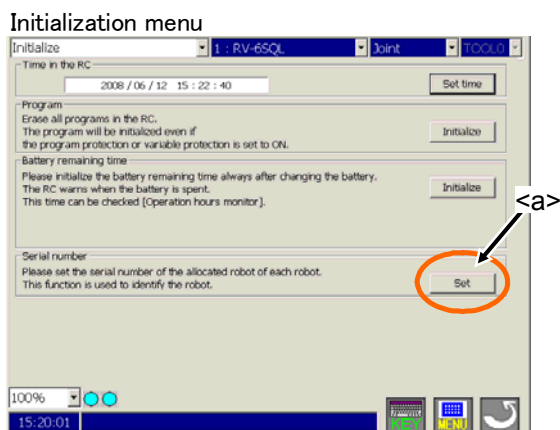 Initialization menu
Initialize 1 : RV-6SQL Joint TOOL0
Time in the RC
2008 / 06 / 12 15 : 22 : 40 Set time
Program
Erase all programs in the RC.
The program will be initialized even if
the program protection or variable protection is set to ON.
Initialize
Battery remaining time
Please initialize the battery remaining time always after changing the battery.
The RC warns when the battery is spent.
This time can be checked [Operation hours monitor].
Initialize
<a>
Serial number
Please set the serial number of the allocated robot of each robot.
This function is used to identify the robot.
Set
100%
15:20:01
KEY MENU